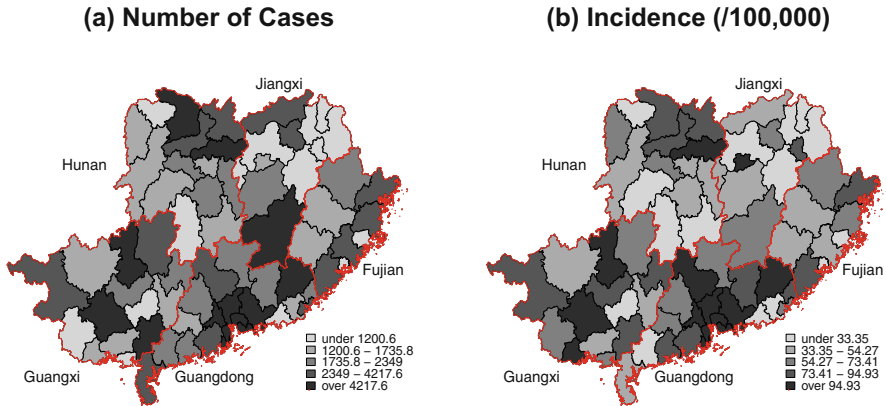 (a) Number of Cases
Jiangxi
Hunan
Fujian
Guangxi
Guangdong
under 1200.6
1200.6 – 1735.8
1735.8 – 2349
2349 – 4217.6
over 4217.6
(b) Incidence (/100,000)
Jiangxi
Hunan
Fujian
Guangxi
Guangdong
under 33.35
33.35 – 54.27
54.27 – 73.41
73.41 – 94.93
over 94.93